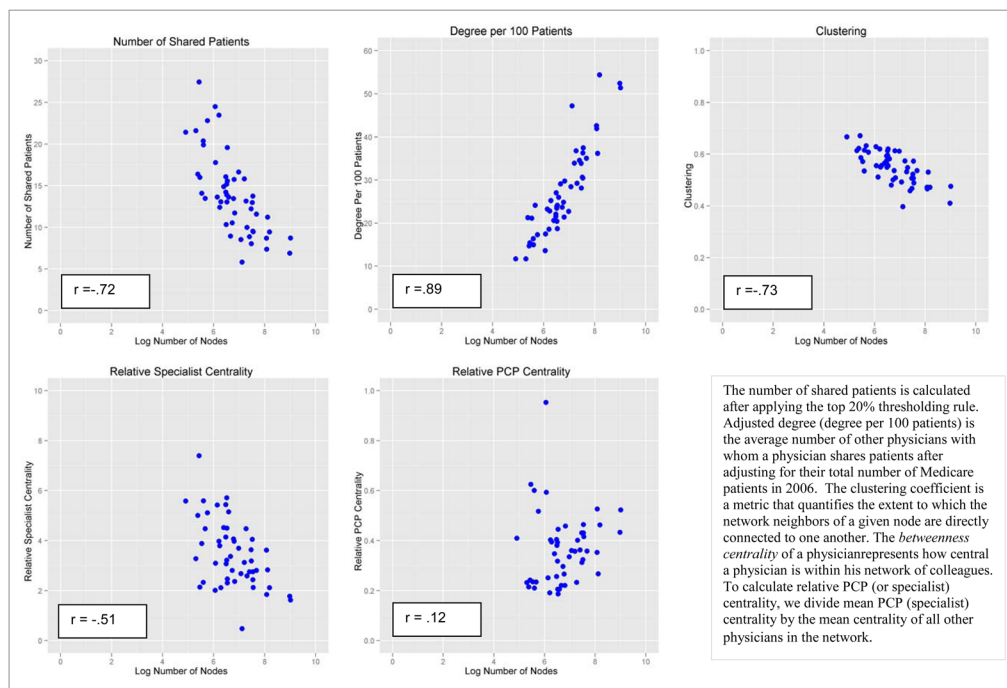 Number of Shared Patients
Number of Shared Patients
30
25
20
15
10
5
0
r =-.72
0 2 4 6 8 10
Log Number of Nodes
Degree per 100 Patients
Degree Per 100 Patients
60
50
40
30
20
10
0
r =.89
0 2 4 6 8 10
Log Number of Nodes
Clustering
Clustering
1.0
0.8
0.6
0.4
0.2
0.0
r=-.73
0 2 4 6 8 10
Log Number of Nodes
Relative Specialist Centrality
Relative Specialist Centrality
10
8
6
4
2
0
r = -.51
0 2 4 6 8 10
Log Number of Nodes
Relative PCP Centrality
Relative PCP Centrality
1.0
0.8
0.6
0.4
0.2
0.0
r = .12
0 2 4 6 8 10
Log Number of Nodes
The number of shared patients is calculated
after applying the top 20% thresholding rule.
Adjusted degree (degree per 100 patients) is
the average number of other physicians with
whom a physician shares patients after
adjusting for their total number of Medicare
patients in 2006. The clustering coefficient is
a metric that quantifies the extent to which the
network neighbors of a given node are directly
connected to one another. The betweenness
centrality of a physicianrepresents how central
a physician is within his network of colleagues.
To calculate relative PCP (or specialist)
centrality, we divide mean PCP (specialist)
centrality by the mean centrality of all other
physicians in the network.